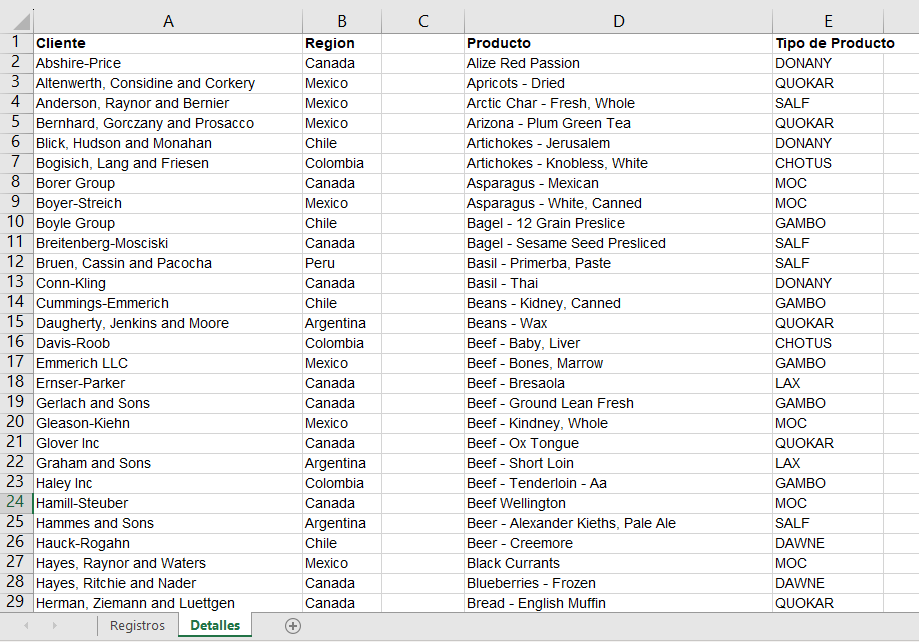 A B C D E
1 Cliente Region Producto Tipo de Producto
2 Abshire-Price Canada Alize Red Passion DONANY
3 Altenwerth, Considine and Corkery Mexico Apricots - Dried QUOKAR
4 Anderson, Raynor and Bernier Mexico Arctic Char - Fresh, Whole SALF
5 Bernhard, Gorczany and Prosacco Mexico Arizona - Plum Green Tea QUOKAR
6 Blick, Hudson and Monahan Chile Artichokes - Jerusalem DONANY
7 Bogisich, Lang and Friesen Colombia Artichokes - Knobless, White CHOTUS
8 Borer Group Canada Asparagus - Mexican MOC
9 Boyer-Streich Mexico Asparagus - White, Canned MOC
10 Boyle Group Chile Bagel - 12 Grain Preslice GAMBO
11 Breitenberg-Mosciski Canada Bagel - Sesame Seed Presliced SALF
12 Bruen, Cassin and Pacocha Peru Basil - Primerba, Paste SALF
13 Conn-Kling Canada Basil - Thai DONANY
14 Cummings-Emmerich Chile Beans - Kidney, Canned GAMBO
15 Daugherty, Jenkins and Moore Argentina Beans - Wax QUOKAR
16 Davis-Roob Colombia Beef - Baby, Liver CHOTUS
17 Emmerich LLC Mexico Beef - Bones, Marrow GAMBO
18 Ernser-Parker Canada Beef - Bresaola LAX
19 Gerlach and Sons Canada Beef - Ground Lean Fresh GAMBO
20 Gleason-Kiehn Mexico Beef - Kindney, Whole MOC
21 Glover Inc Canada Beef - Ox Tongue QUOKAR
22 Graham and Sons Argentina Beef - Short Loin LAX
23 Haley Inc Colombia Beef - Tenderloin - Aa GAMBO
24 Hamill-Steuber Canada Beef Wellington MOC
25 Hammes and Sons Argentina Beer - Alexander Kieths, Pale Ale SALF
26 Hauck-Rogahn Chile Beer - Creemore DAWNE
27 Hayes, Raynor and Waters Mexico Black Currants MOC
28 Hayes, Ritchie and Nader Canada Blueberries - Frozen DAWNE
29 Herman, Ziemann and Luettgen Canada Bread - English Muffin QUOKAR
Registros Detalles